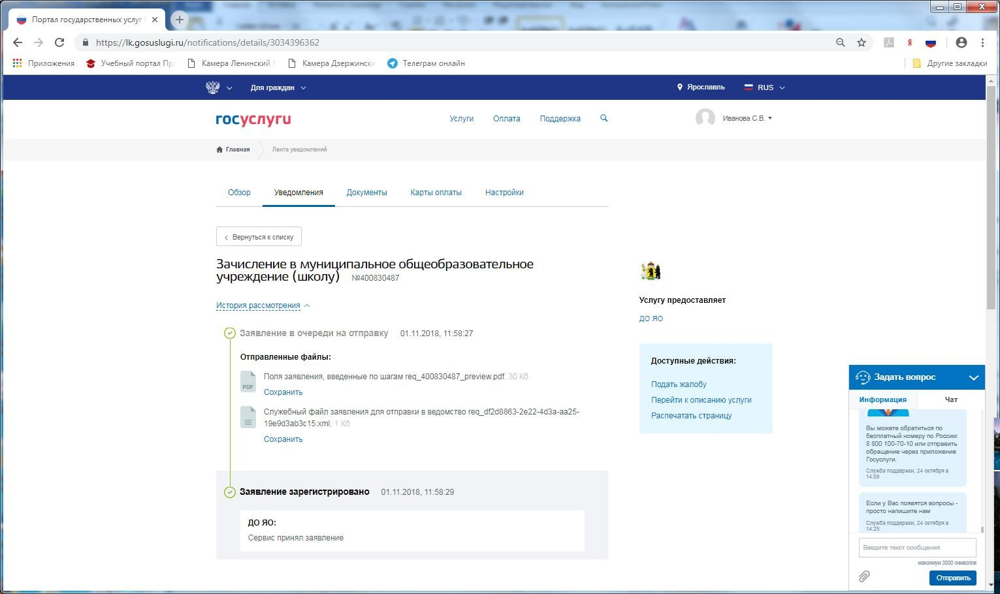 Портал государственных услуг
https://lk.gosuslugi.ru/notifications/details/3034396362
Приложения
Учебный портал Пра
Камера Ленинский
Камера Дзержински
Телеграм онлайн
Другие закладки
Для граждан
Ярославль
RUS
госуслуги
Услуги
Оплата
Поддержка
Иванова С.В.
Главная
Лента уведомлений
Обзор
Уведомления
Документы
Карты оплаты
Настройки
Вернуться к списку
Зачисление в муниципальное общеобразовательное
учреждение (школу) №400830487
История рассмотрения
Заявление в очереди на отправку 01.11.2018, 11:58:27
Отправленные файлы:
PDF
Поля заявления, введенные по шагам req_400830487_preview.pdf, 30 Кб
Сохранить
Служебный файл заявления для отправки в ведомство req_df2d8863-2e22-4d3a-aa25-
19e9d3ab3c15.xml, 1 Кб
Сохранить
Заявление зарегистрировано 01.11.2018, 11:58:29
ДО ЯО:
Сервис принял заявление
Услугу предоставляет
ДО ЯО
Доступные действия:
Подать жалобу
Перейти к описанию услуги
Распечатать страницу
Задать вопрос
Информация
Чат
Вы можете обратиться по
бесплатный номеру по России:
8 800 100-70-10 или отправить
обращение через приложение
Госуслуги.
Служба поддержки, 24 октября в
14:09
Если у Вас появятся вопросы -
просто напишите нам
Служба поддержки, 24 октября в
14:25
Введите текст сообщения
максимум 3000 символов
Отправить